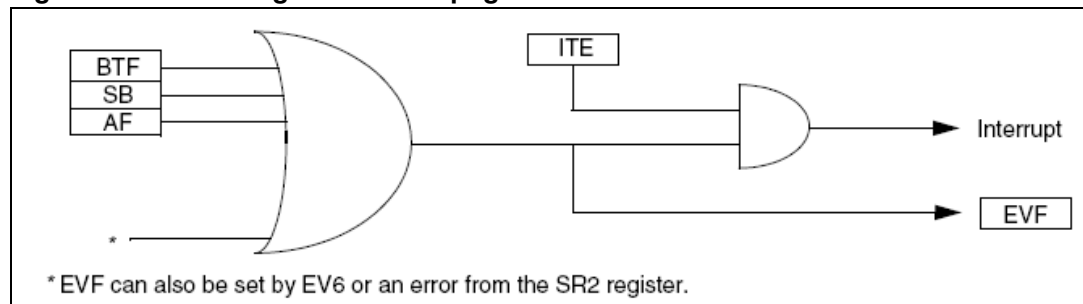 ITE
BTF
SB
AF
Interrupt
EVF
*
* EVF can also be set by EV6 or an error from the SR2 register.